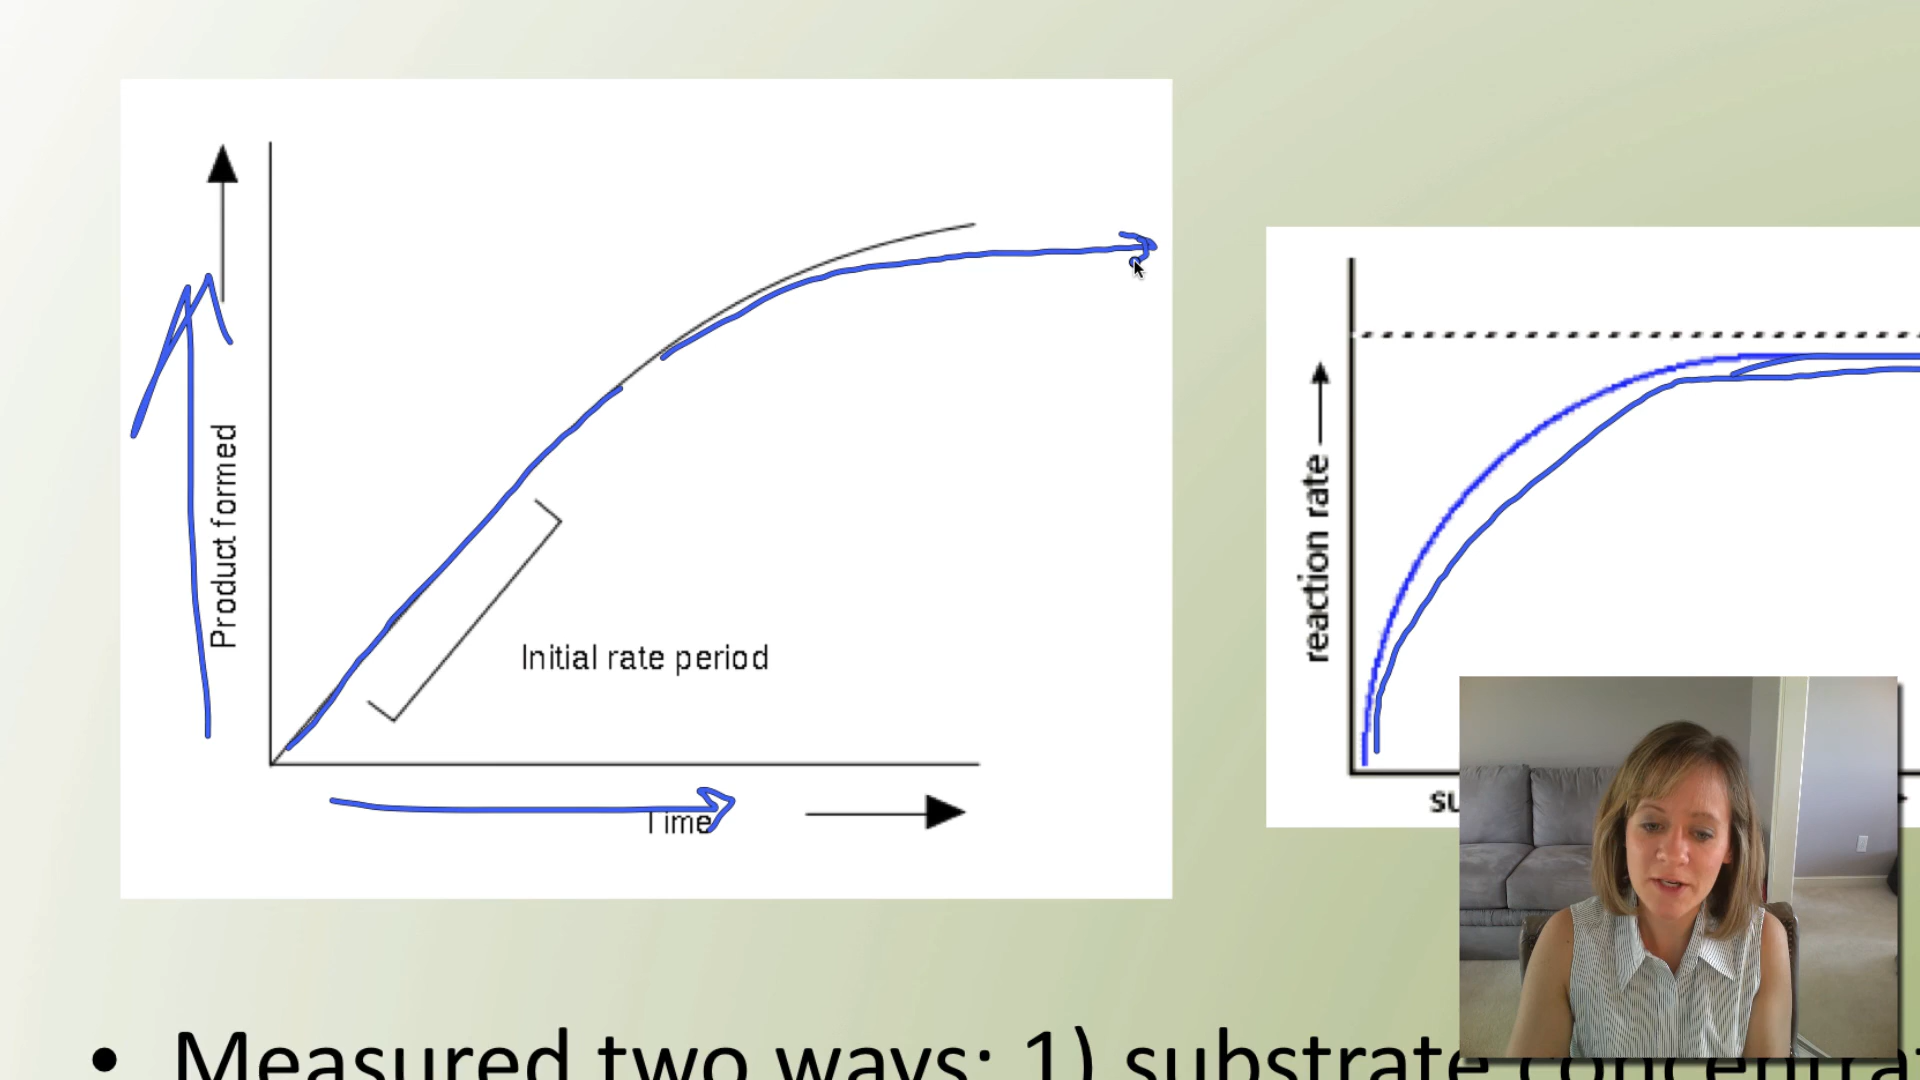 Product formed
Initial rate period
Time
reaction rate
• Measured two ways: 1) substrate